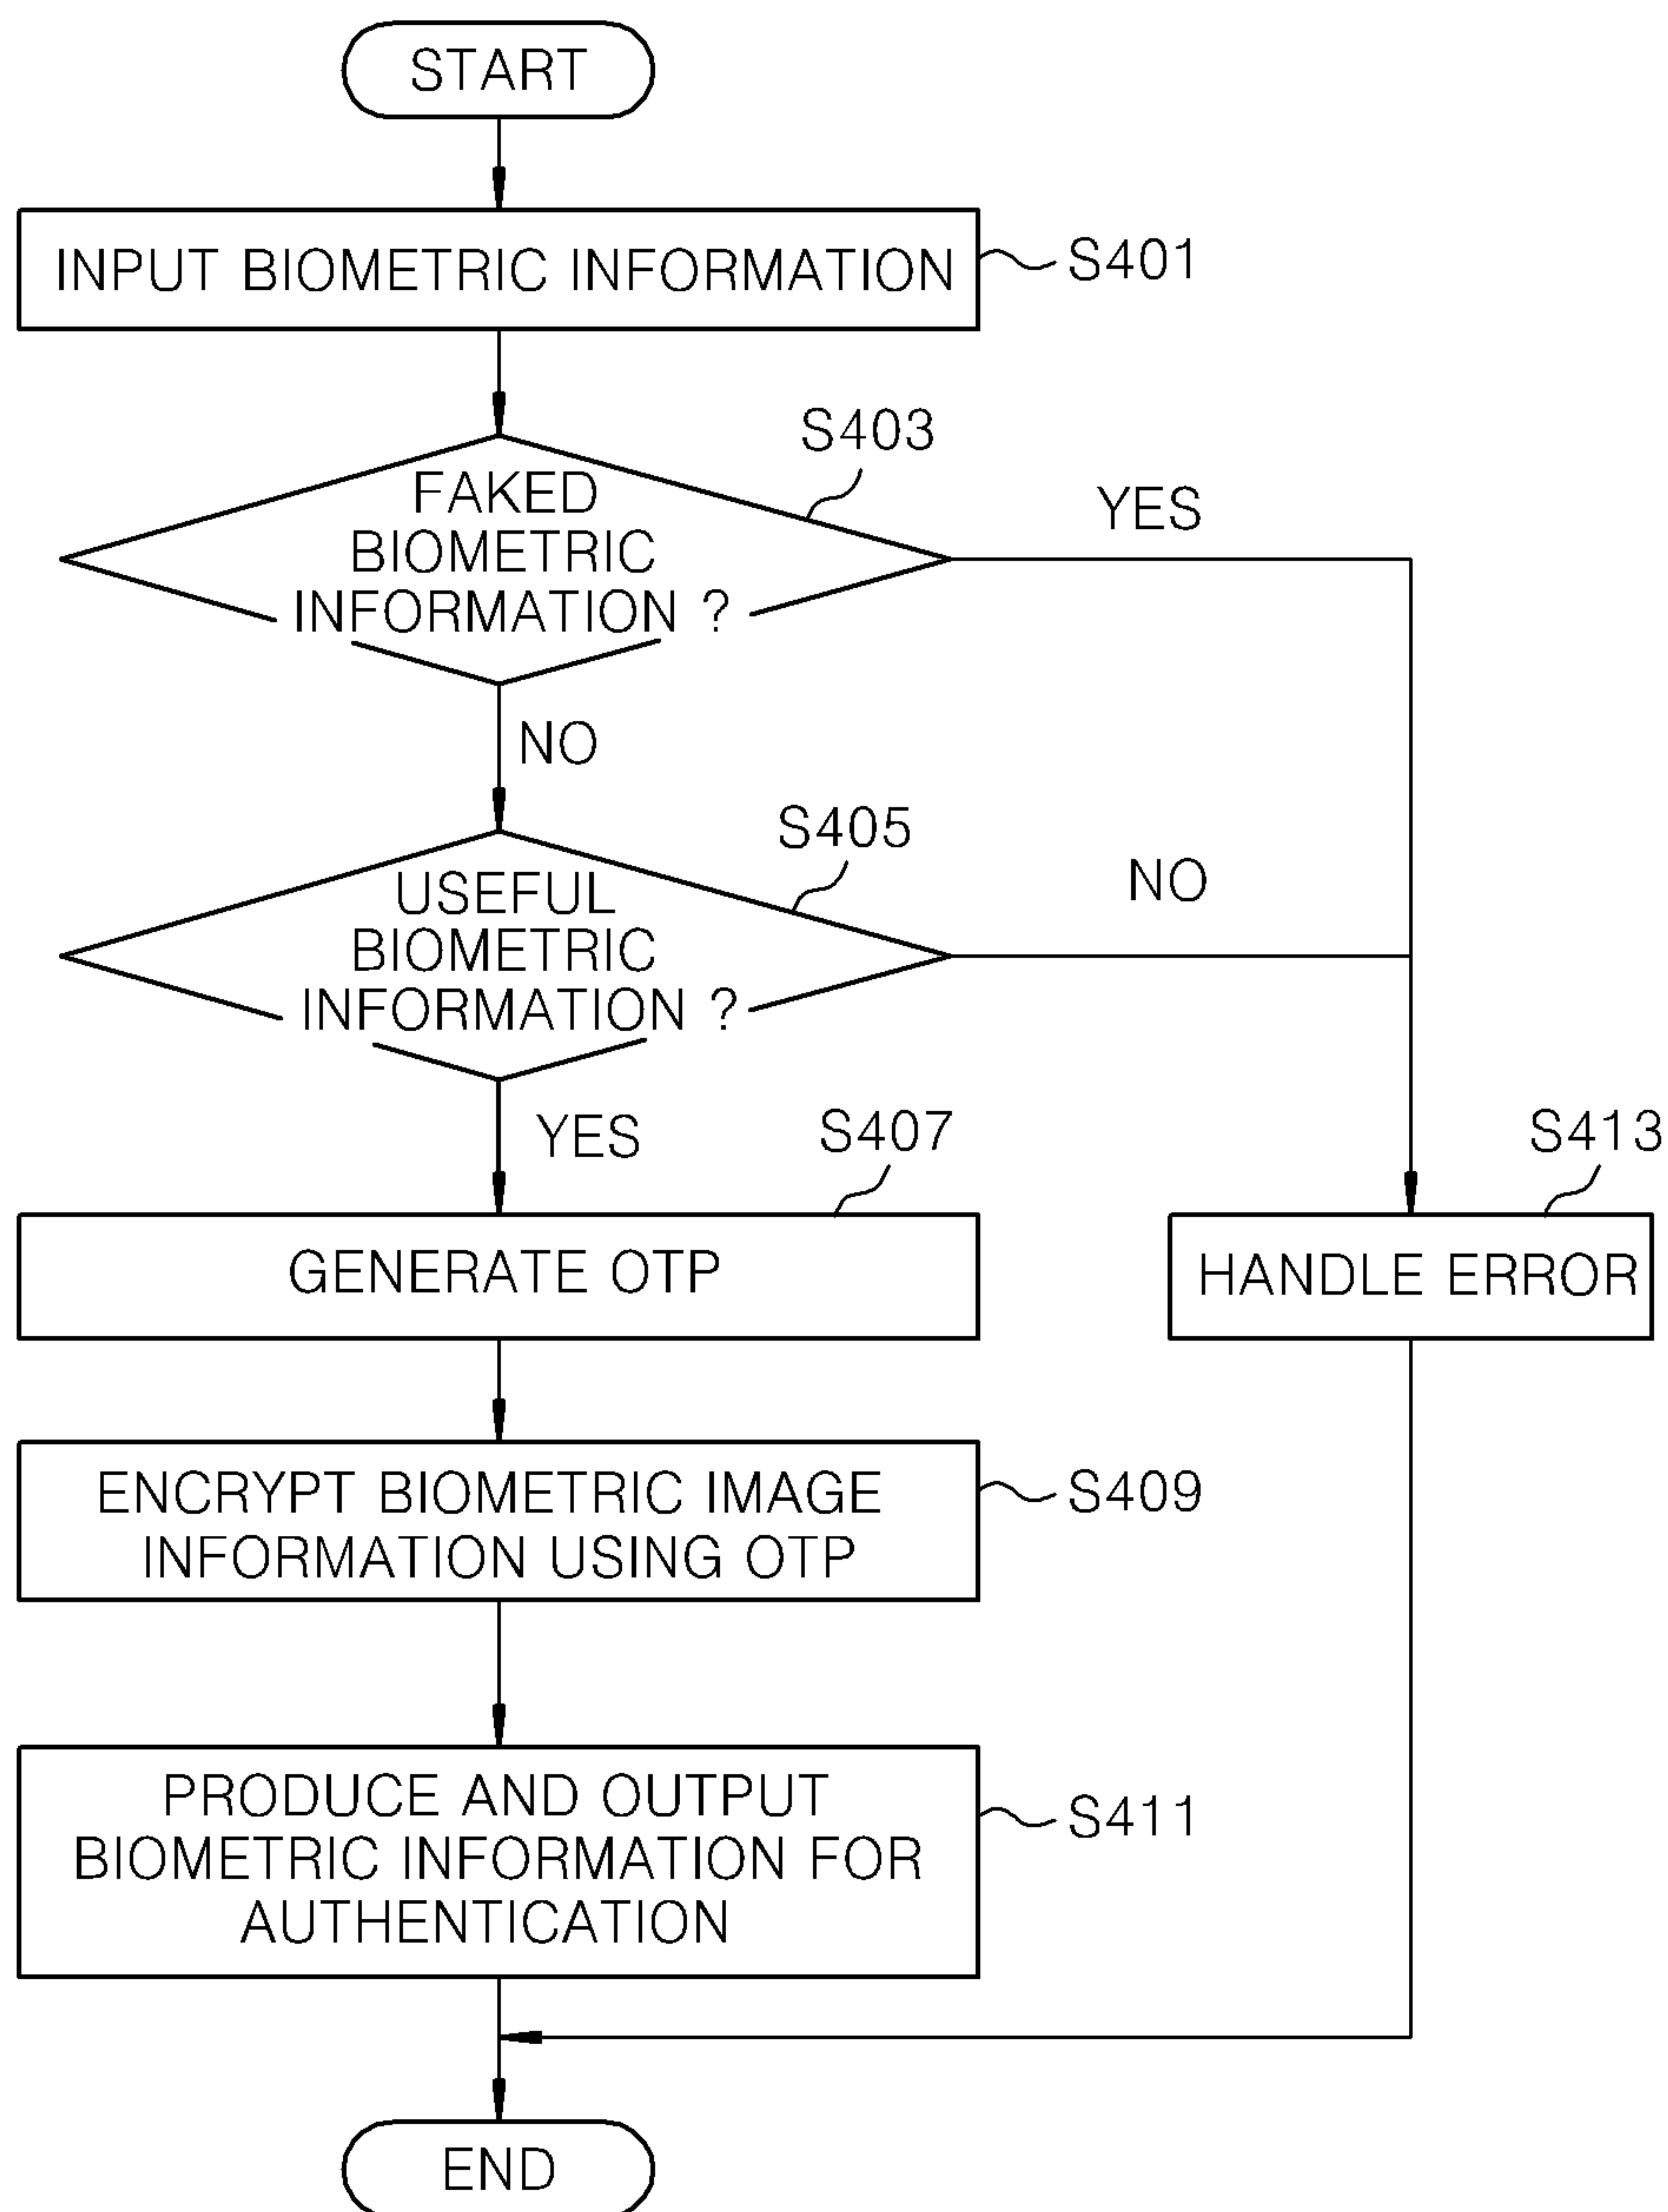 START
INPUT BIOMETRIC INFORMATION
S401
S403
FAKED
BIOMETRIC
INFORMATION ?
YES
NO
S405
USEFUL
BIOMETRIC
INFORMATION ?
NO
YES
S407
S413
GENERATE OTP
HANDLE ERROR
ENCRYPT BIOMETRIC IMAGE
INFORMATION USING OTP
S409
PRODUCE AND OUTPUT
BIOMETRIC INFORMATION FOR
AUTHENTICATION
S411
END